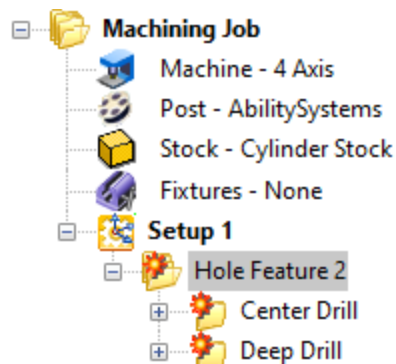 Machining Job
Machine - 4 Axis
Post - AbilitySystems
Stock - Cylinder Stock
Fixtures - None
Setup 1
Hole Feature 2
Center Drill
Deep Drill